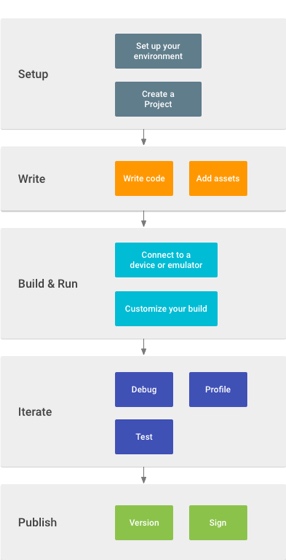 Setup
Set up your
environment
Create a
Project
Write
Write code
Add assets
Build & Run
Connect to a
device or emulator
Customize your build
Iterate
Debug
Profile
Test
Publish
Version
Sign